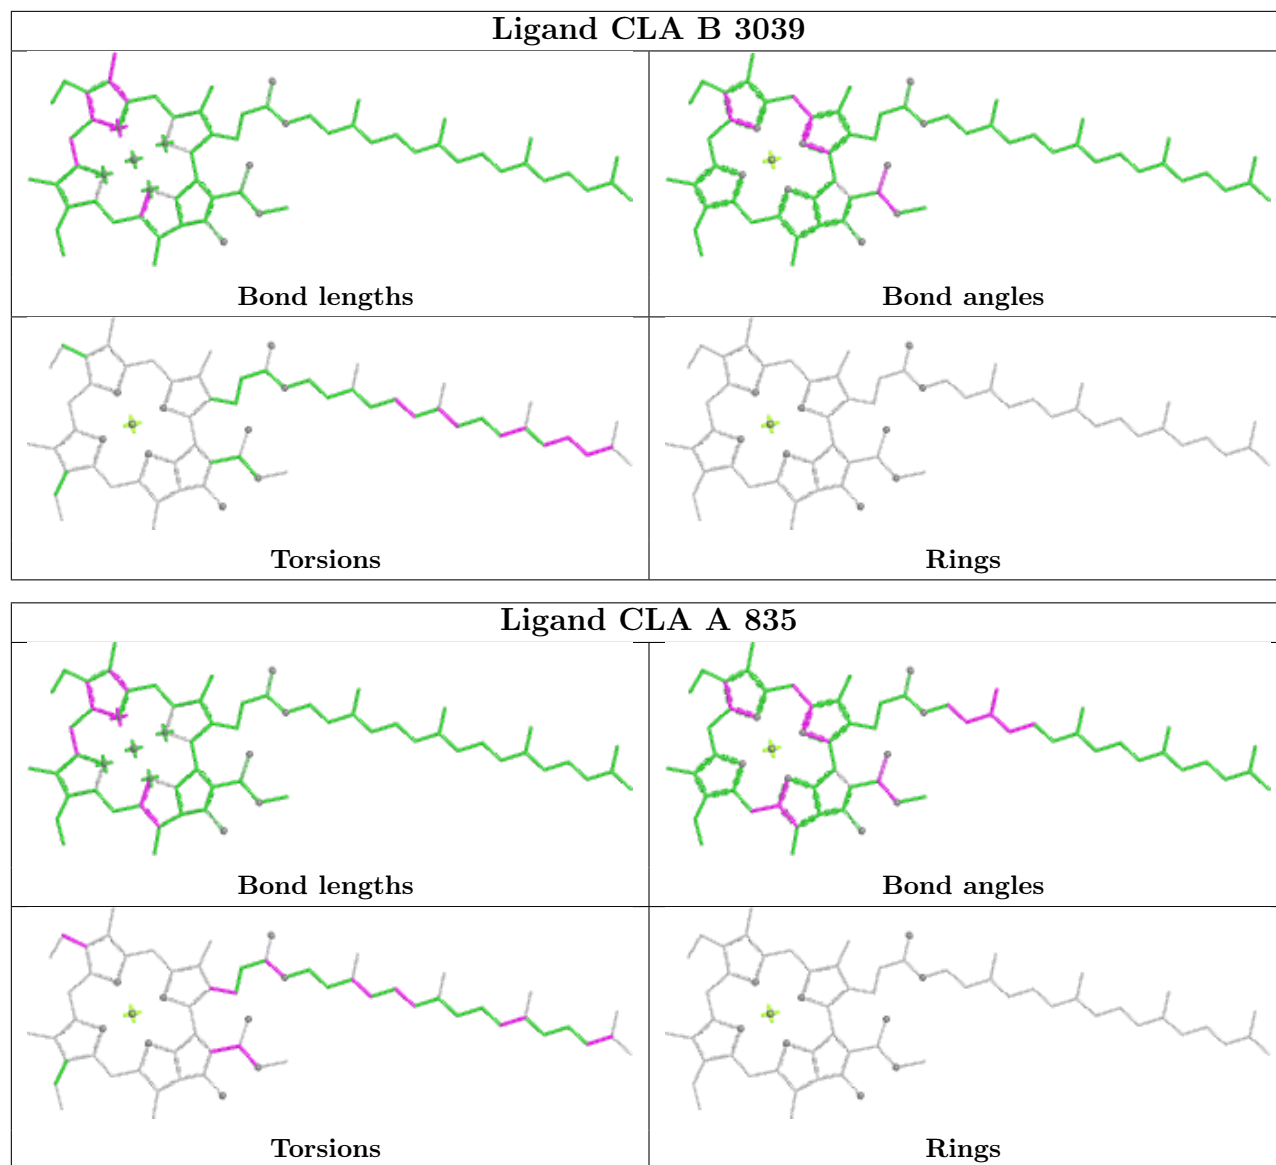 Ligand CLA B 3039
Bond lengths
Bond angles
Torsions
Rings
Ligand CLA A 835
Bond lengths
Bond angles
Torsions
Rings